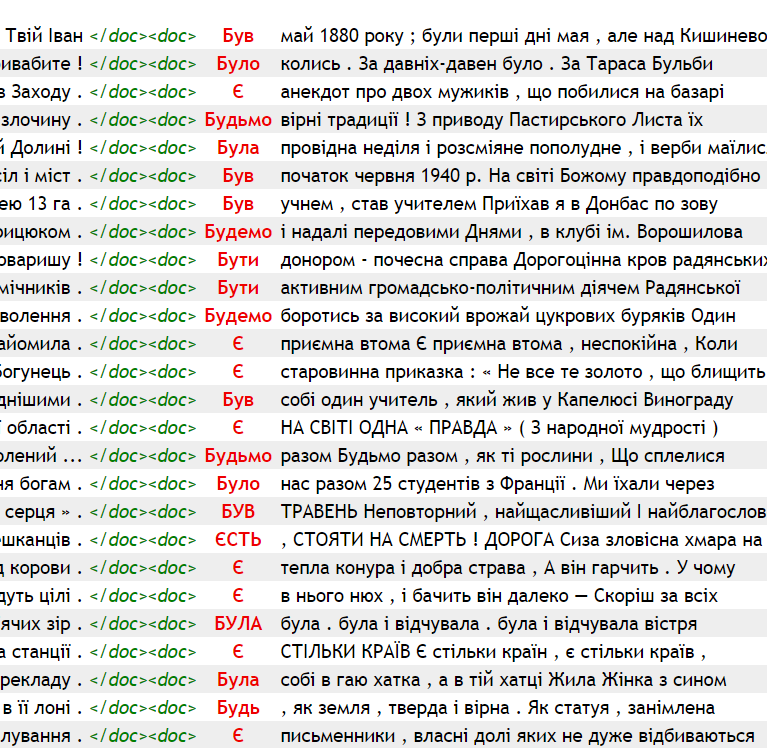 Твій Іван </doc><doc> Був май 1880 року ; були перші дні мая , але над Кишинево
ивабите ! </doc><doc> Було колись . За давніх-давен було . За Тараса Бульби
в Заходу . </doc><doc> Є анекдот про двох мужиків , що побилися на базарі
злочину . </doc><doc> Будьмо вірні традиції ! З приводу Пастирського Листа їх
й Долині ! </doc><doc> Була провідна неділя і розсміяне пополудне , і верби маїлис
іл і міст . </doc><doc> Був початок червня 1940 р. На світі Божому правдоподібно
ею 13 га . </doc><doc> Був учнем , став учителем Приїхав я в Донбас по зову
рицюком . </doc><doc> Будемо і надалі передовими Днями , в клубі ім. Ворошилова
оваришу ! </doc><doc> Бути донором - почесна справа Дорогоцінна кров радянських
мічників . </doc><doc> Бути активним громадсько-політичним діячем Радянської
волення . </doc><doc> Будемо боротись за високий врожай цукрових буряків Один
айомила . </doc><doc> Є приємна втома Є приємна втома , неспокійна , Коли
Богунець . </doc><doc> Є старовинна приказка : « Не все те золото , що блищить
днішими . </doc><doc> Був собі один учитель , який жив у Капелюсі Винограду
ї області . </doc><doc> Є НА СВІТІ ОДНА « ПРАВДА » ( З народної мудрості )
олений ... </doc><doc> Будьмо разом Будьмо разом , як ті рослини , Що сплелися
ня богам . </doc><doc> Було нас разом 25 студентів з Франції . Ми їхали через
серця » . </doc><doc> БУВ ТРАВЕНЬ Неповторний , найщасливіший І найблагослов
ешканців . </doc><doc> ЄСТЬ , СТОЯТИ НА СМЕРТЬ ! ДОРОГА Сиза зловісна хмара на
д корови . </doc><doc> Є тепла конура і добра страва , А він гарчить . У чому
дуть цілі . </doc><doc> Є в нього нюх , і бачить він далеко — Скоріш за всіх
ячих зір . </doc><doc> БУЛА була . була і відчувала . була і відчувала вістря
а станції . </doc><doc> Є СТІЛЬКИ КРАЇВ Є стільки країн , є стільки країв ,
рекладу . </doc><doc> Була собі в гаю хатка , а в тій хатці Жила Жінка з сином
в її лоні . </doc><doc> Будь , як земля , тверда і вірна . Як статуя , занімлена
лування . </doc><doc> Є письменники , власні долі яких не дуже відбиваються